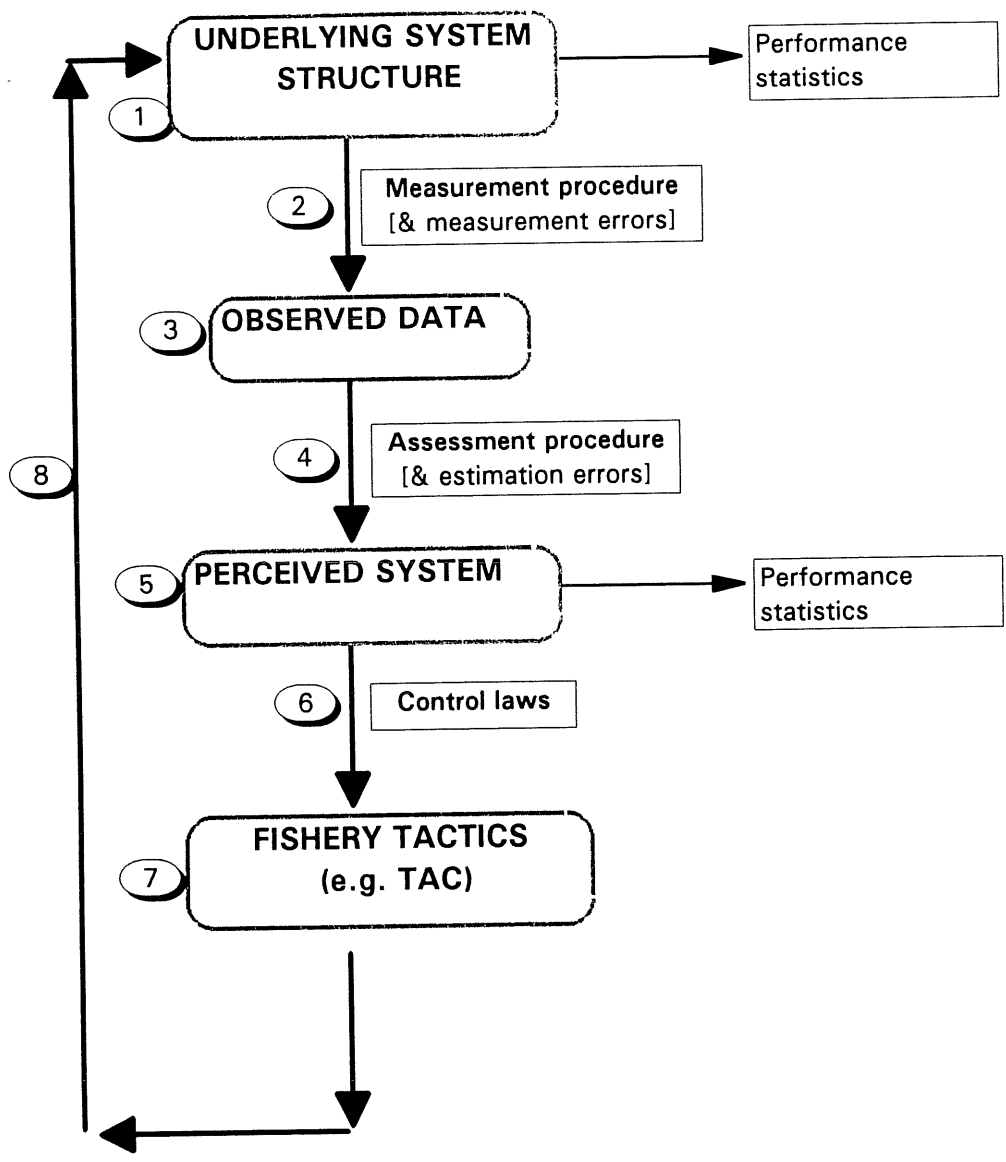 UNDERLYING SYSTEM
STRUCTURE
Performance
statistics
1
2
Measurement procedure
[& measurement errors]
3
OBSERVED DATA
4
Assessment procedure
[& estimation errors]
8
5
PERCEIVED SYSTEM
Performance
statistics
6
Control laws
7
FISHERY TACTICS
(e.g. TAC)